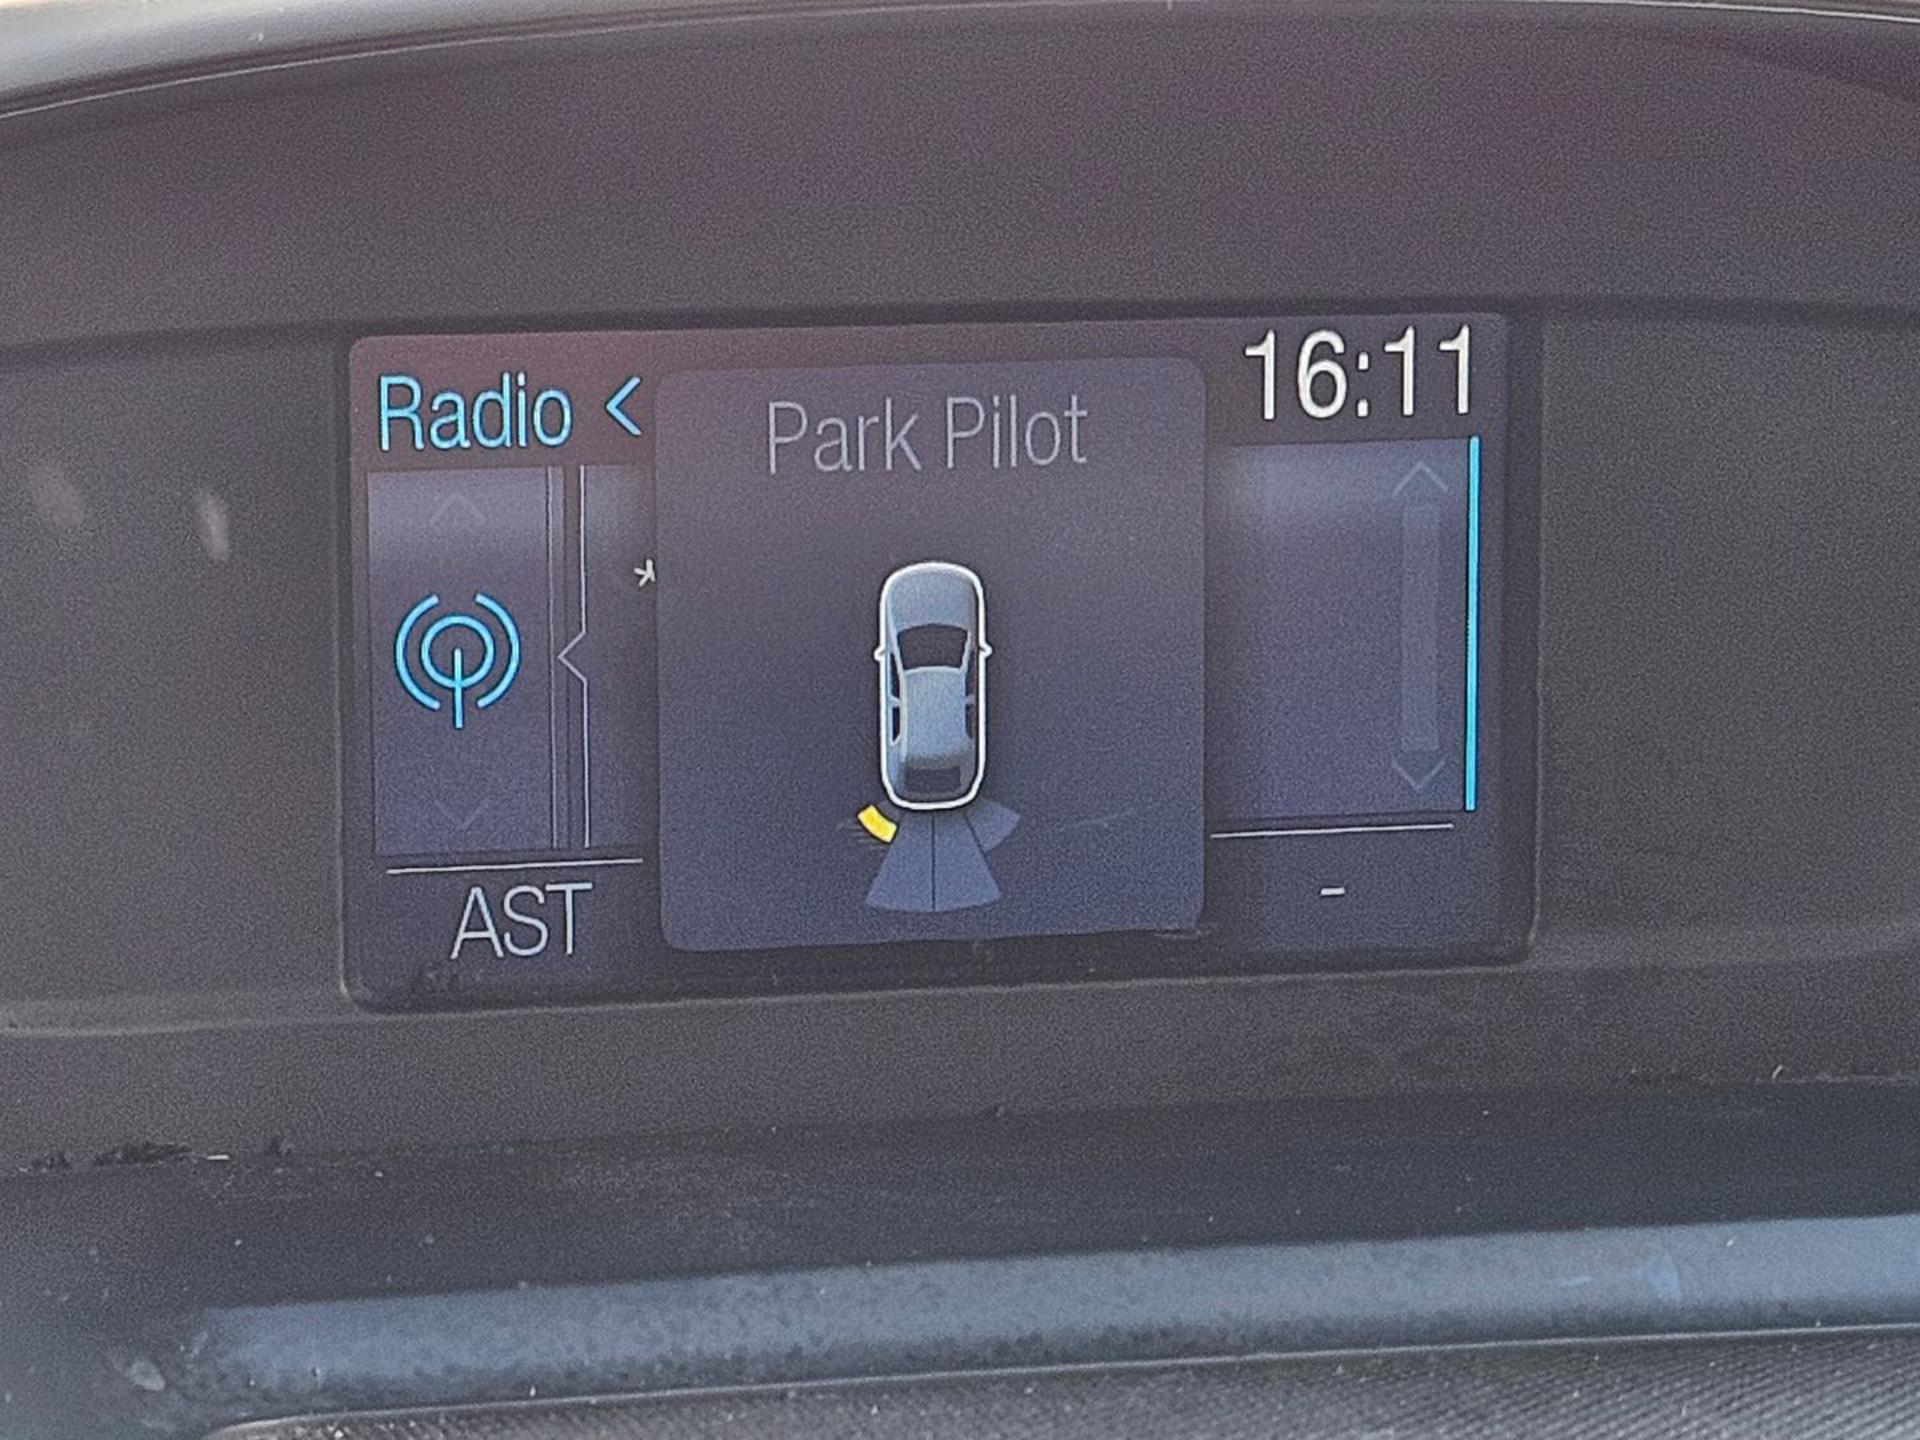 Radio <
Park Pilot
16:11
*
AST
-